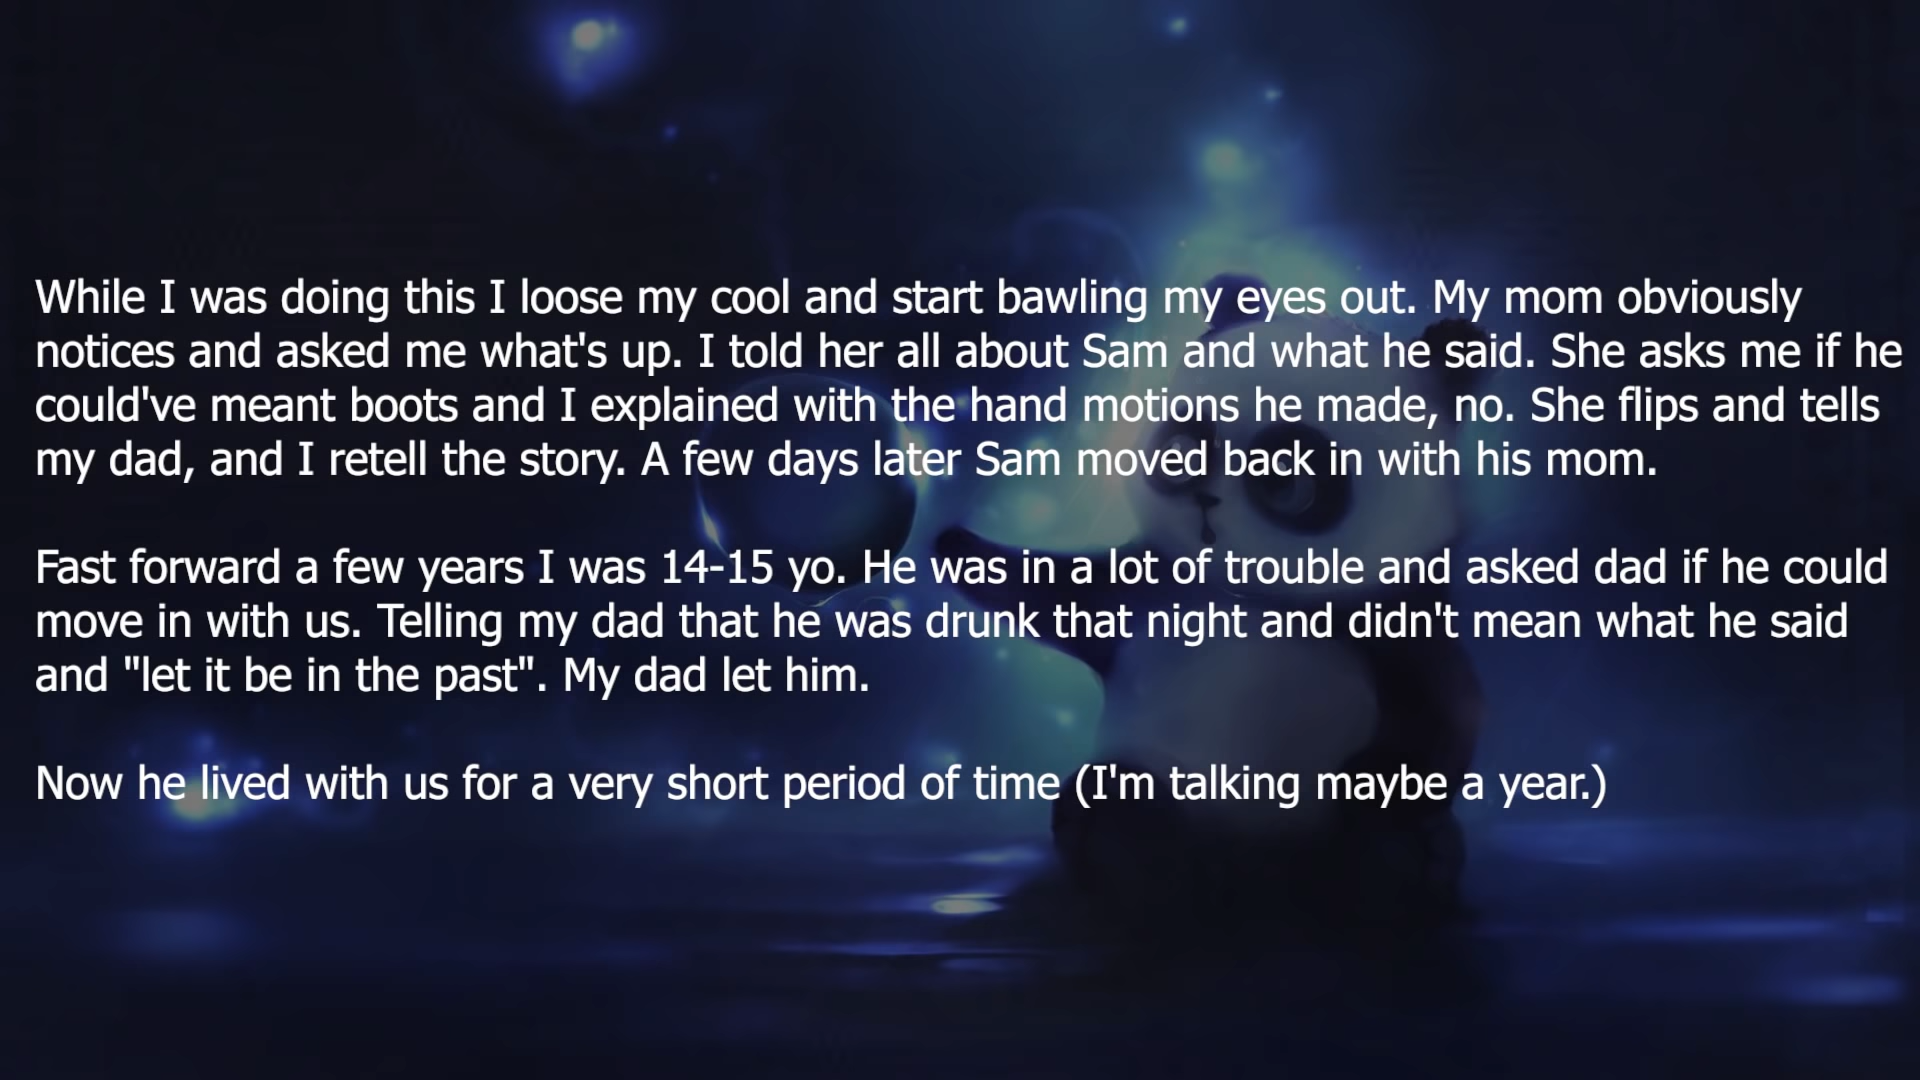 While I was doing this I loose my cool and start bawling my eyes out. My mom obviously
notices and asked me what's up. I told her all about Sam and what he said. She asks me if he
could've meant boots and I explained with the hand motions he made, no. She flips and tells
my dad, and I retell the story. A few days later Sam moved back in with his mom.
Fast forward a few years I was 14-15 yo. He was in a lot of trouble and asked dad if he could
move in with us. Telling my dad that he was drunk that night and didn't mean what he said
and "let it be in the past". My dad let him.
Now he lived with us for a very short period of time (I'm talking maybe a year.)